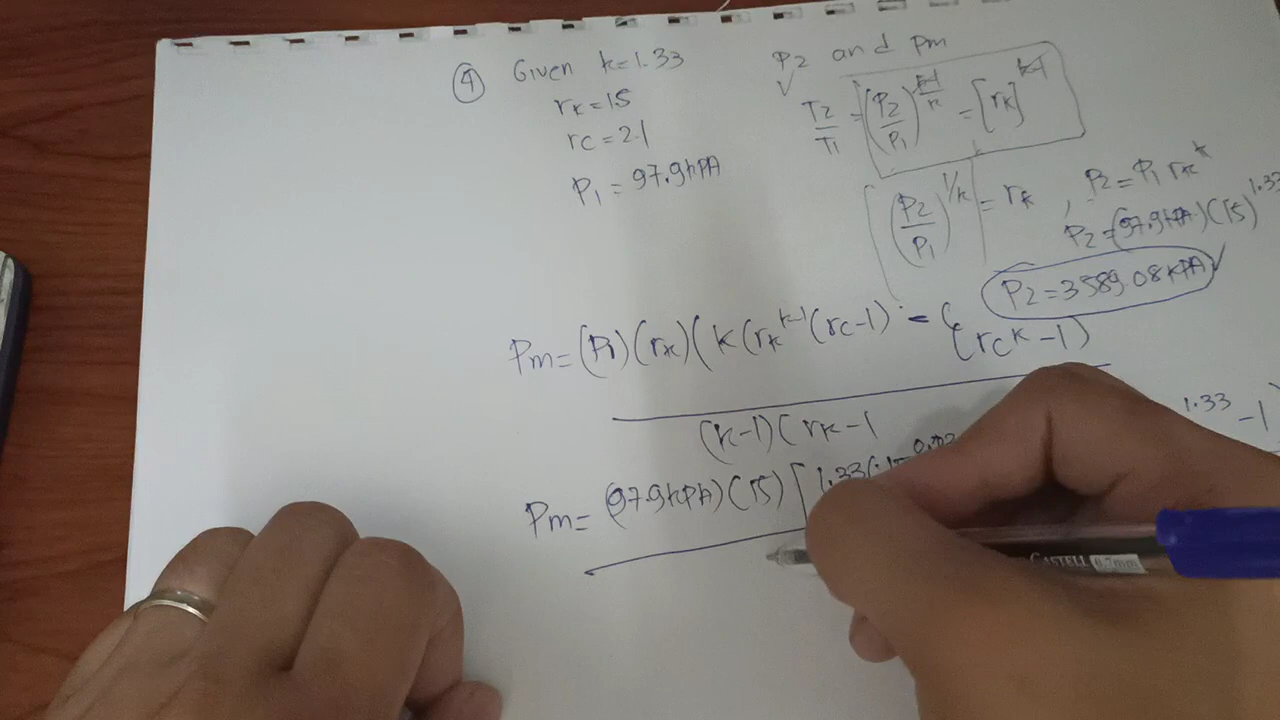 ④ Given k=1.33
rk=15
rc=2.1
P1=97.9kPA
P2 and Pm
√
T2/T1=(P2/P1)^(k-1/k)=[rk]^(k-1)
(P2/P1)^(1/k)=rk, P2=P1 rk^k
P2=(97.9kPA)(15)^1.33
P2=3589.08kPA √
Pm=(P1)(rk)(k(rk^(k-1)(rc-1)-(rc^k-1)
(k-1)(rk-1
Pm=(97.9kPA)(15)[1.33(15 1.33-1)
CASTELL 0.7mm